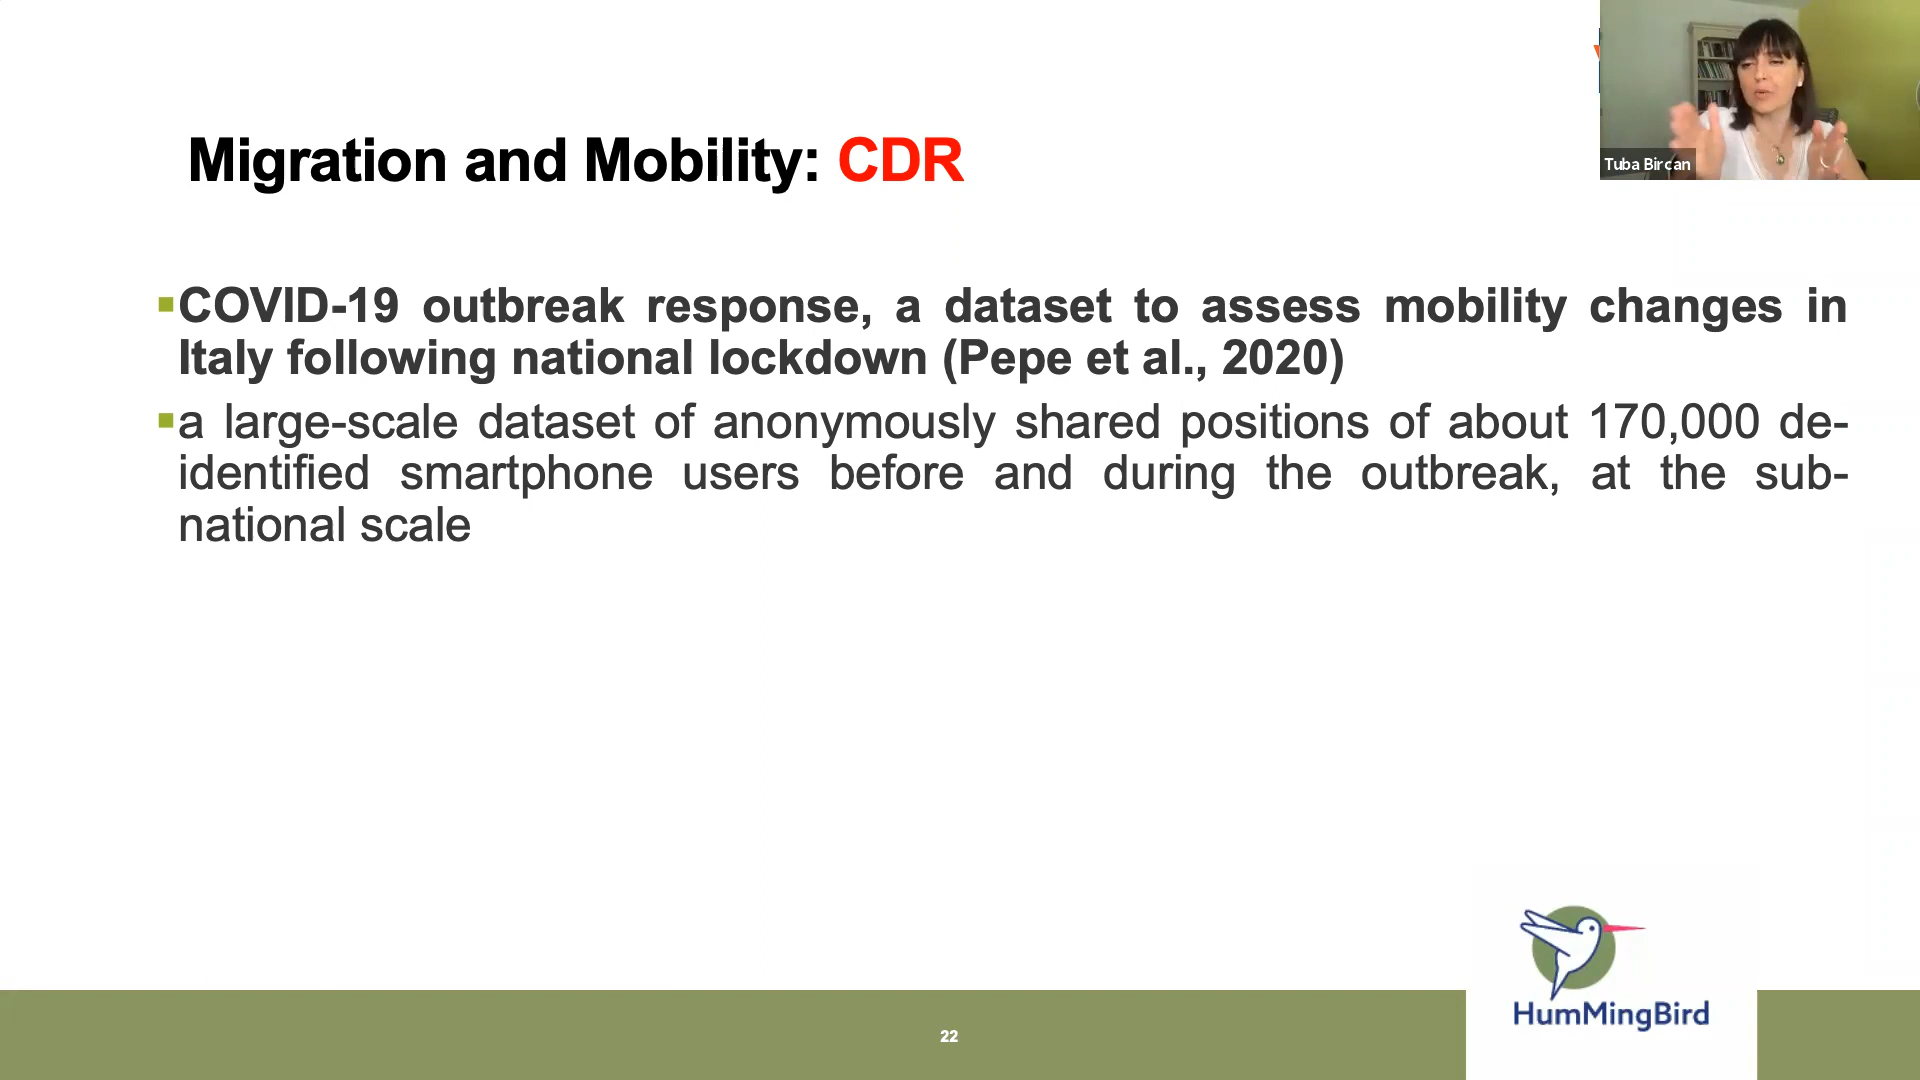 Migration and Mobility: CDR
Tuba Bircan
▪COVID-19 outbreak response, a dataset to assess mobility changes in
Italy following national lockdown (Pepe et al., 2020)
▪a large-scale dataset of anonymously shared positions of about 170,000 de-
identified smartphone users before and during the outbreak, at the sub-
national scale
HumMingBird
22